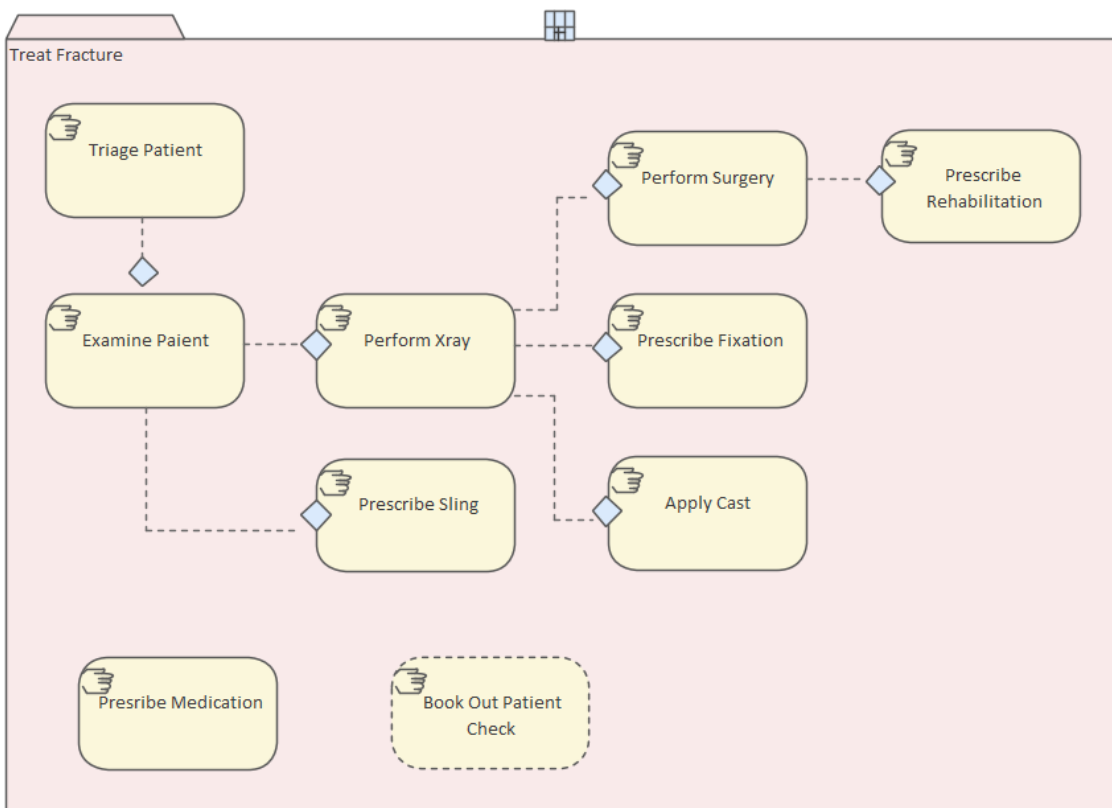 Treat Fracture
Triage Patient
Perform Surgery
Prescribe
Rehabilitation
Examine Paient
Perform Xray
Prescribe Fixation
Prescribe Sling
Apply Cast
Presribe Medication
Book Out Patient
Check